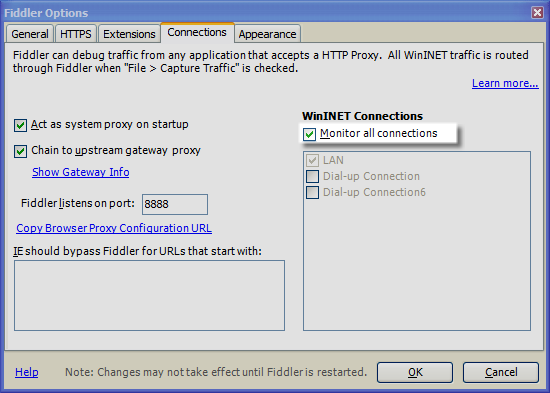 Fiddler Options
General HTTPS Extensions Connections Appearance
Fiddler can debug traffic from any application that accepts a HTTP Proxy. All WinINET traffic is routed
through Fiddler when "File > Capture Traffic" is checked.
Learn more...
Act as system proxy on startup
Chain to upstream gateway proxy
Show Gateway Info
Fiddler listens on port: 8888
Copy Browser Proxy Configuration URL
IE should bypass Fiddler for URLs that start with:
WinINET Connections
Monitor all connections
LAN
Dial-up Connection
Dial-up Connection6
Help
Note: Changes may not take effect until Fiddler is restarted.
OK
Cancel